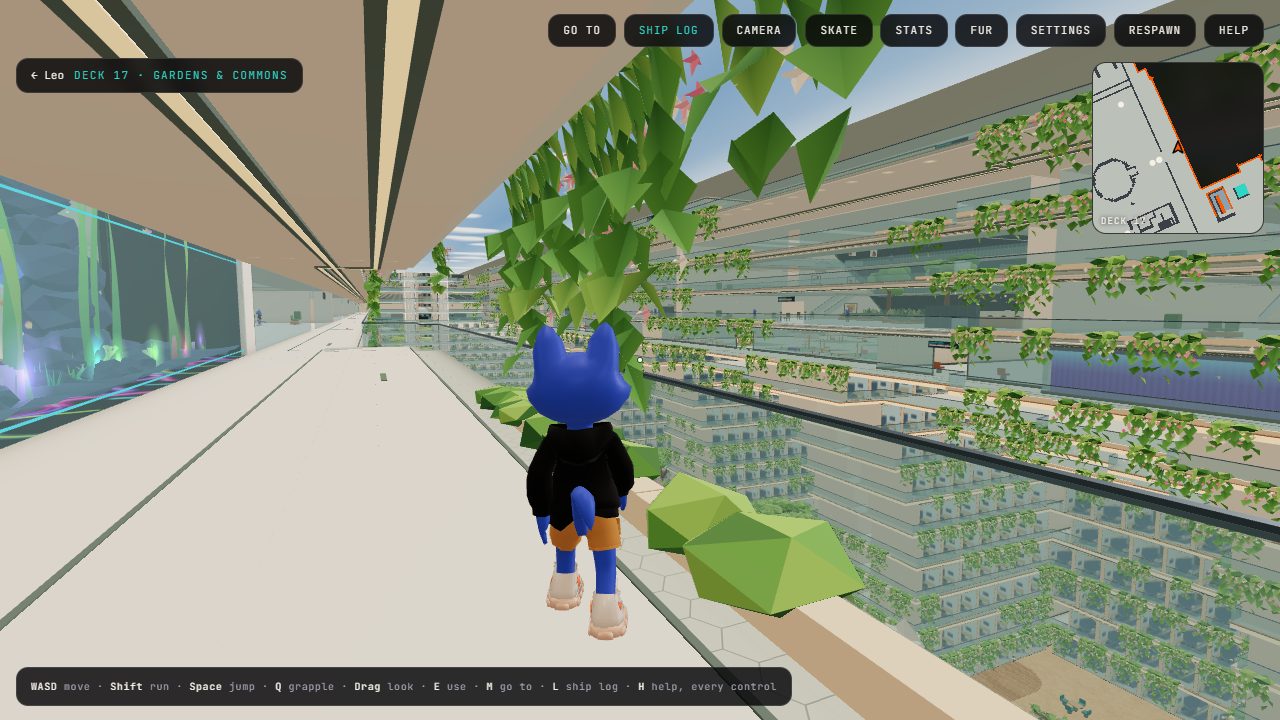 GO TO
SHIP LOG
CAMERA
SKATE
STATS
FUR
SETTINGS
RESPAWN
HELP
← Leo DECK 17 · GARDENS & COMMONS
WASD move · Shift run · Space jump · Q grapple · Drag look · E use · M go to · L ship log · H help, every control